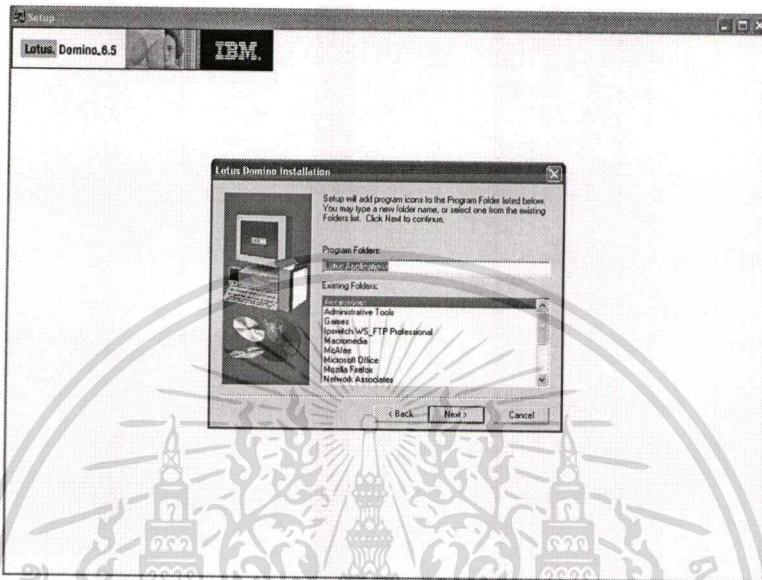 Setup
Lotus. Domino. 6.5
IBM.
Lotus Domino Installation
Setup will add program icons to the Program Folder listed below.
You may type a new folder name, or select one from the existing
Folders list. Click Next to continue.
Program Folders:
Lotus Applications
Existing Folders:
Accessories
Administrative Tools
Games
Ipswitch WS_FTP Professional
Macromedia
McAfee
Microsoft Office
Mozilla Firefox
Network Associates
< Back
Next >
Cancel